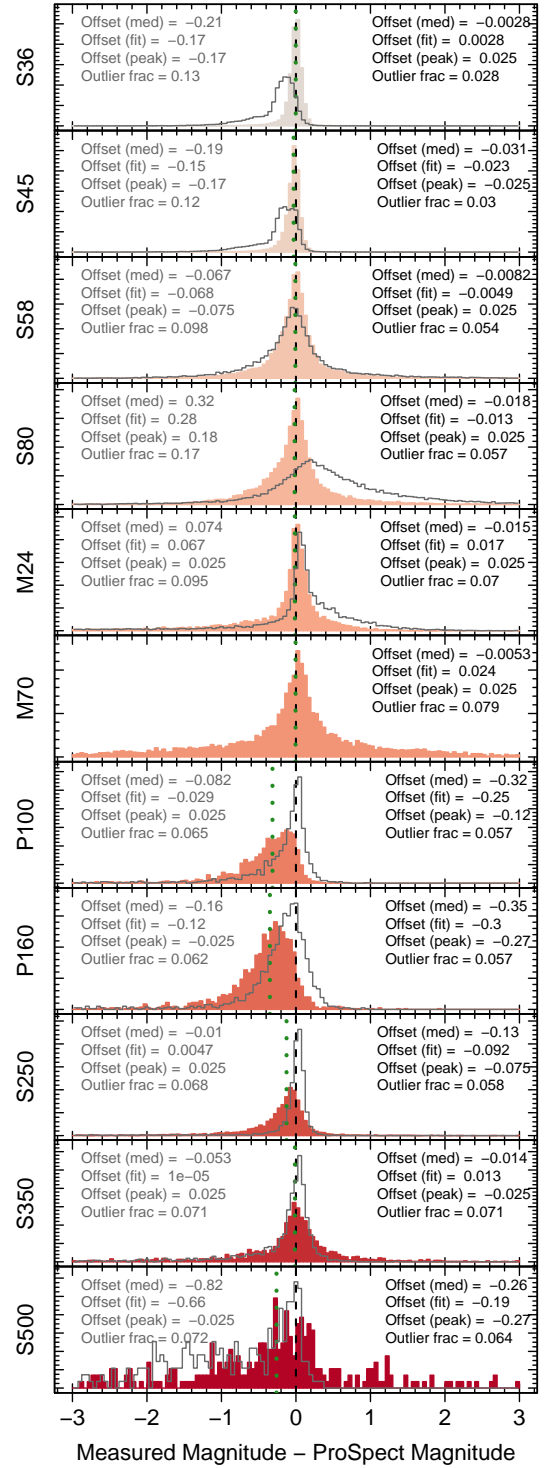 S36
Offset (med) = −0.21
Offset (fit) = −0.17
Offset (peak) = −0.17
Outlier frac = 0.13
Offset (med) = −0.0028
Offset (fit) = 0.0028
Offset (peak) = 0.025
Outlier frac = 0.028
S45
Offset (med) = −0.19
Offset (fit) = −0.15
Offset (peak) = −0.17
Outlier frac = 0.12
Offset (med) = −0.031
Offset (fit) = −0.023
Offset (peak) = −0.025
Outlier frac = 0.03
S58
Offset (med) = −0.067
Offset (fit) = −0.068
Offset (peak) = −0.075
Outlier frac = 0.098
Offset (med) = −0.0082
Offset (fit) = −0.0049
Offset (peak) = 0.025
Outlier frac = 0.054
S80
Offset (med) = 0.32
Offset (fit) = 0.28
Offset (peak) = 0.18
Outlier frac = 0.17
Offset (med) = −0.018
Offset (fit) = −0.013
Offset (peak) = 0.025
Outlier frac = 0.057
M24
Offset (med) = 0.074
Offset (fit) = 0.067
Offset (peak) = 0.025
Outlier frac = 0.095
Offset (med) = −0.015
Offset (fit) = 0.017
Offset (peak) = 0.025
Outlier frac = 0.07
M70
Offset (med) = −0.0053
Offset (fit) = 0.024
Offset (peak) = 0.025
Outlier frac = 0.079
P100
Offset (med) = −0.082
Offset (fit) = −0.029
Offset (peak) = 0.025
Outlier frac = 0.065
Offset (med) = −0.32
Offset (fit) = −0.25
Offset (peak) = −0.12
Outlier frac = 0.057
P160
Offset (med) = −0.16
Offset (fit) = −0.12
Offset (peak) = −0.025
Outlier frac = 0.062
Offset (med) = −0.35
Offset (fit) = −0.3
Offset (peak) = −0.27
Outlier frac = 0.057
S250
Offset (med) = −0.01
Offset (fit) = 0.0047
Offset (peak) = 0.025
Outlier frac = 0.068
Offset (med) = −0.13
Offset (fit) = −0.092
Offset (peak) = −0.075
Outlier frac = 0.058
S350
Offset (med) = −0.053
Offset (fit) = 1e−05
Offset (peak) = 0.025
Outlier frac = 0.071
Offset (med) = −0.014
Offset (fit) = 0.013
Offset (peak) = −0.025
Outlier frac = 0.071
S500
Offset (med) = −0.82
Offset (fit) = −0.66
Offset (peak) = −0.025
Outlier frac = 0.072
Offset (med) = −0.26
Offset (fit) = −0.19
Offset (peak) = −0.27
Outlier frac = 0.064
−3 −2 −1 0 1 2 3
Measured Magnitude − ProSpect Magnitude